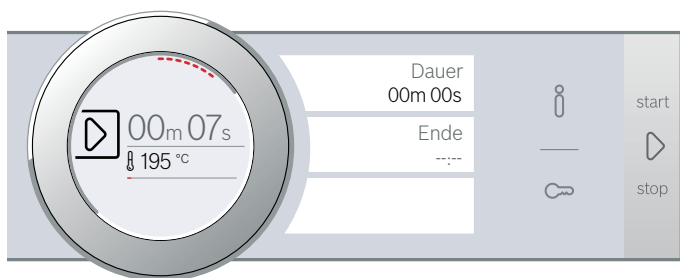 00m 07s
195 °C
Dauer
00m 00s
Ende
--:--
start
stop